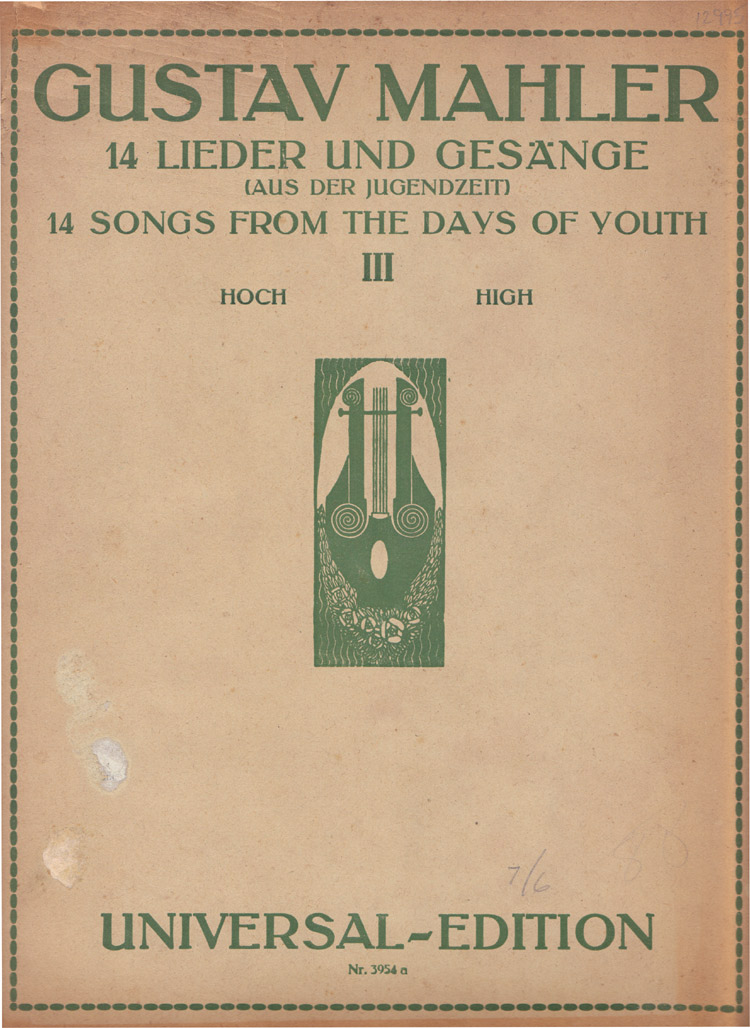 GUSTAV MAHLER
14 LIEDER UND GESÄNGE
(AUS DER JUGENDZEIT)
14 SONGS FROM THE DAYS OF YOUTH
III
HOCH HIGH
7/6
UNIVERSAL-EDITION
Nr. 3954 a